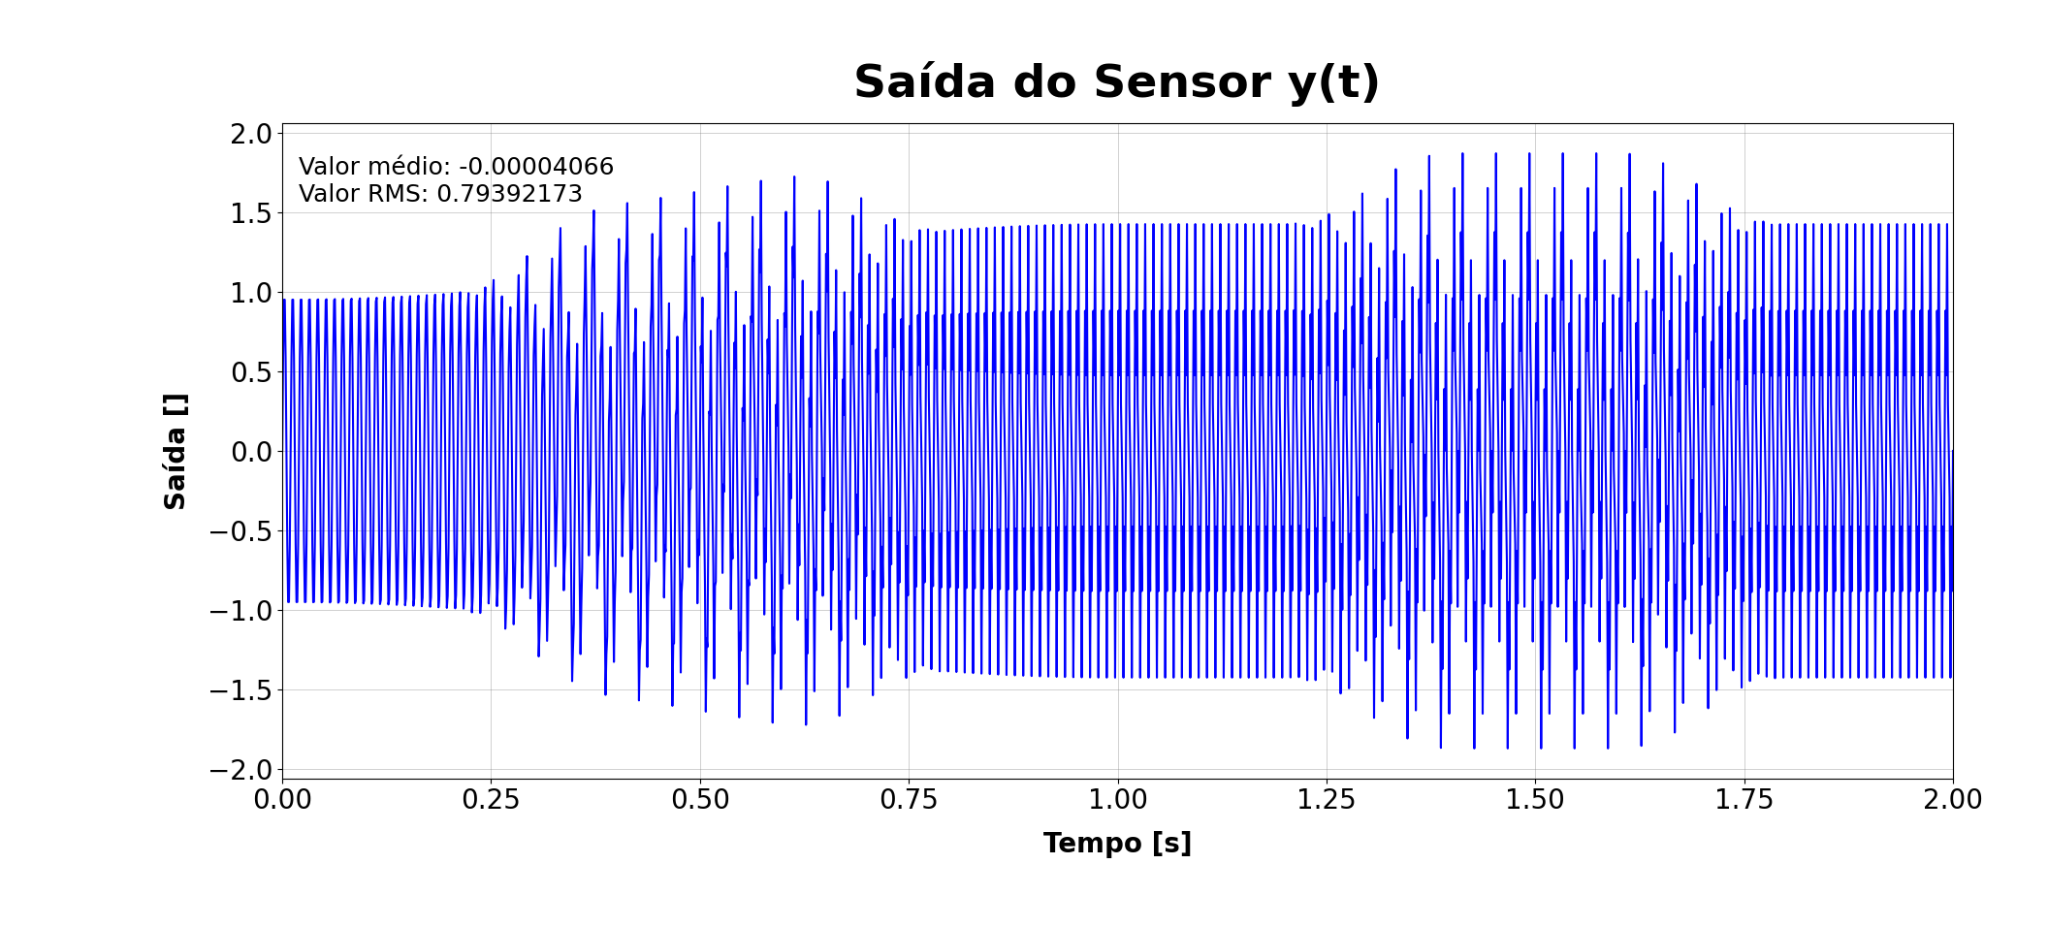 Saída do Sensor y(t)
Valor médio: -0.00004066
Valor RMS: 0.79392173
2.0
1.5
1.0
0.5
0.0
−0.5
−1.0
−1.5
−2.0
Saída []
0.00 0.25 0.50 0.75 1.00 1.25 1.50 1.75 2.00
Tempo [s]